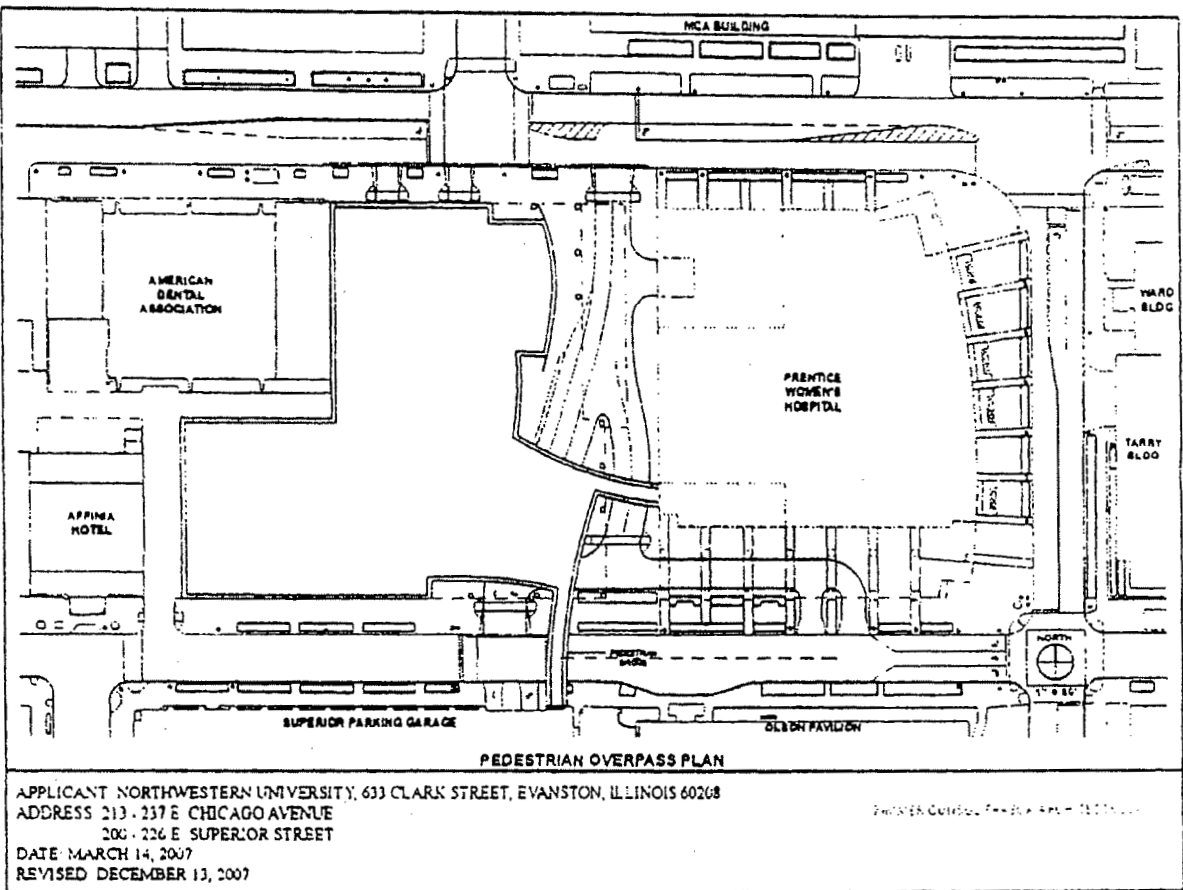 MCA BUILDING
AMERICAN
DENTAL
ASSOCIATION
WARD
BLDG
PRENTICE
WOMEN'S
HOSPITAL
TARRY
BLDG
AFFINIA
HOTEL
NORTH
PEDESTRIAN
BRIDGE
SUPERIOR PARKING GARAGE
OLSON PAVILION
PEDESTRIAN OVERPASS PLAN
APPLICANT NORTHWESTERN UNIVERSITY, 633 CLARK STREET, EVANSTON, ILLINOIS 60208
ADDRESS 213 - 237 E CHICAGO AVENUE
200 - 226 E SUPERIOR STREET
DATE: MARCH 14, 2007
REVISED DECEMBER 13, 2007